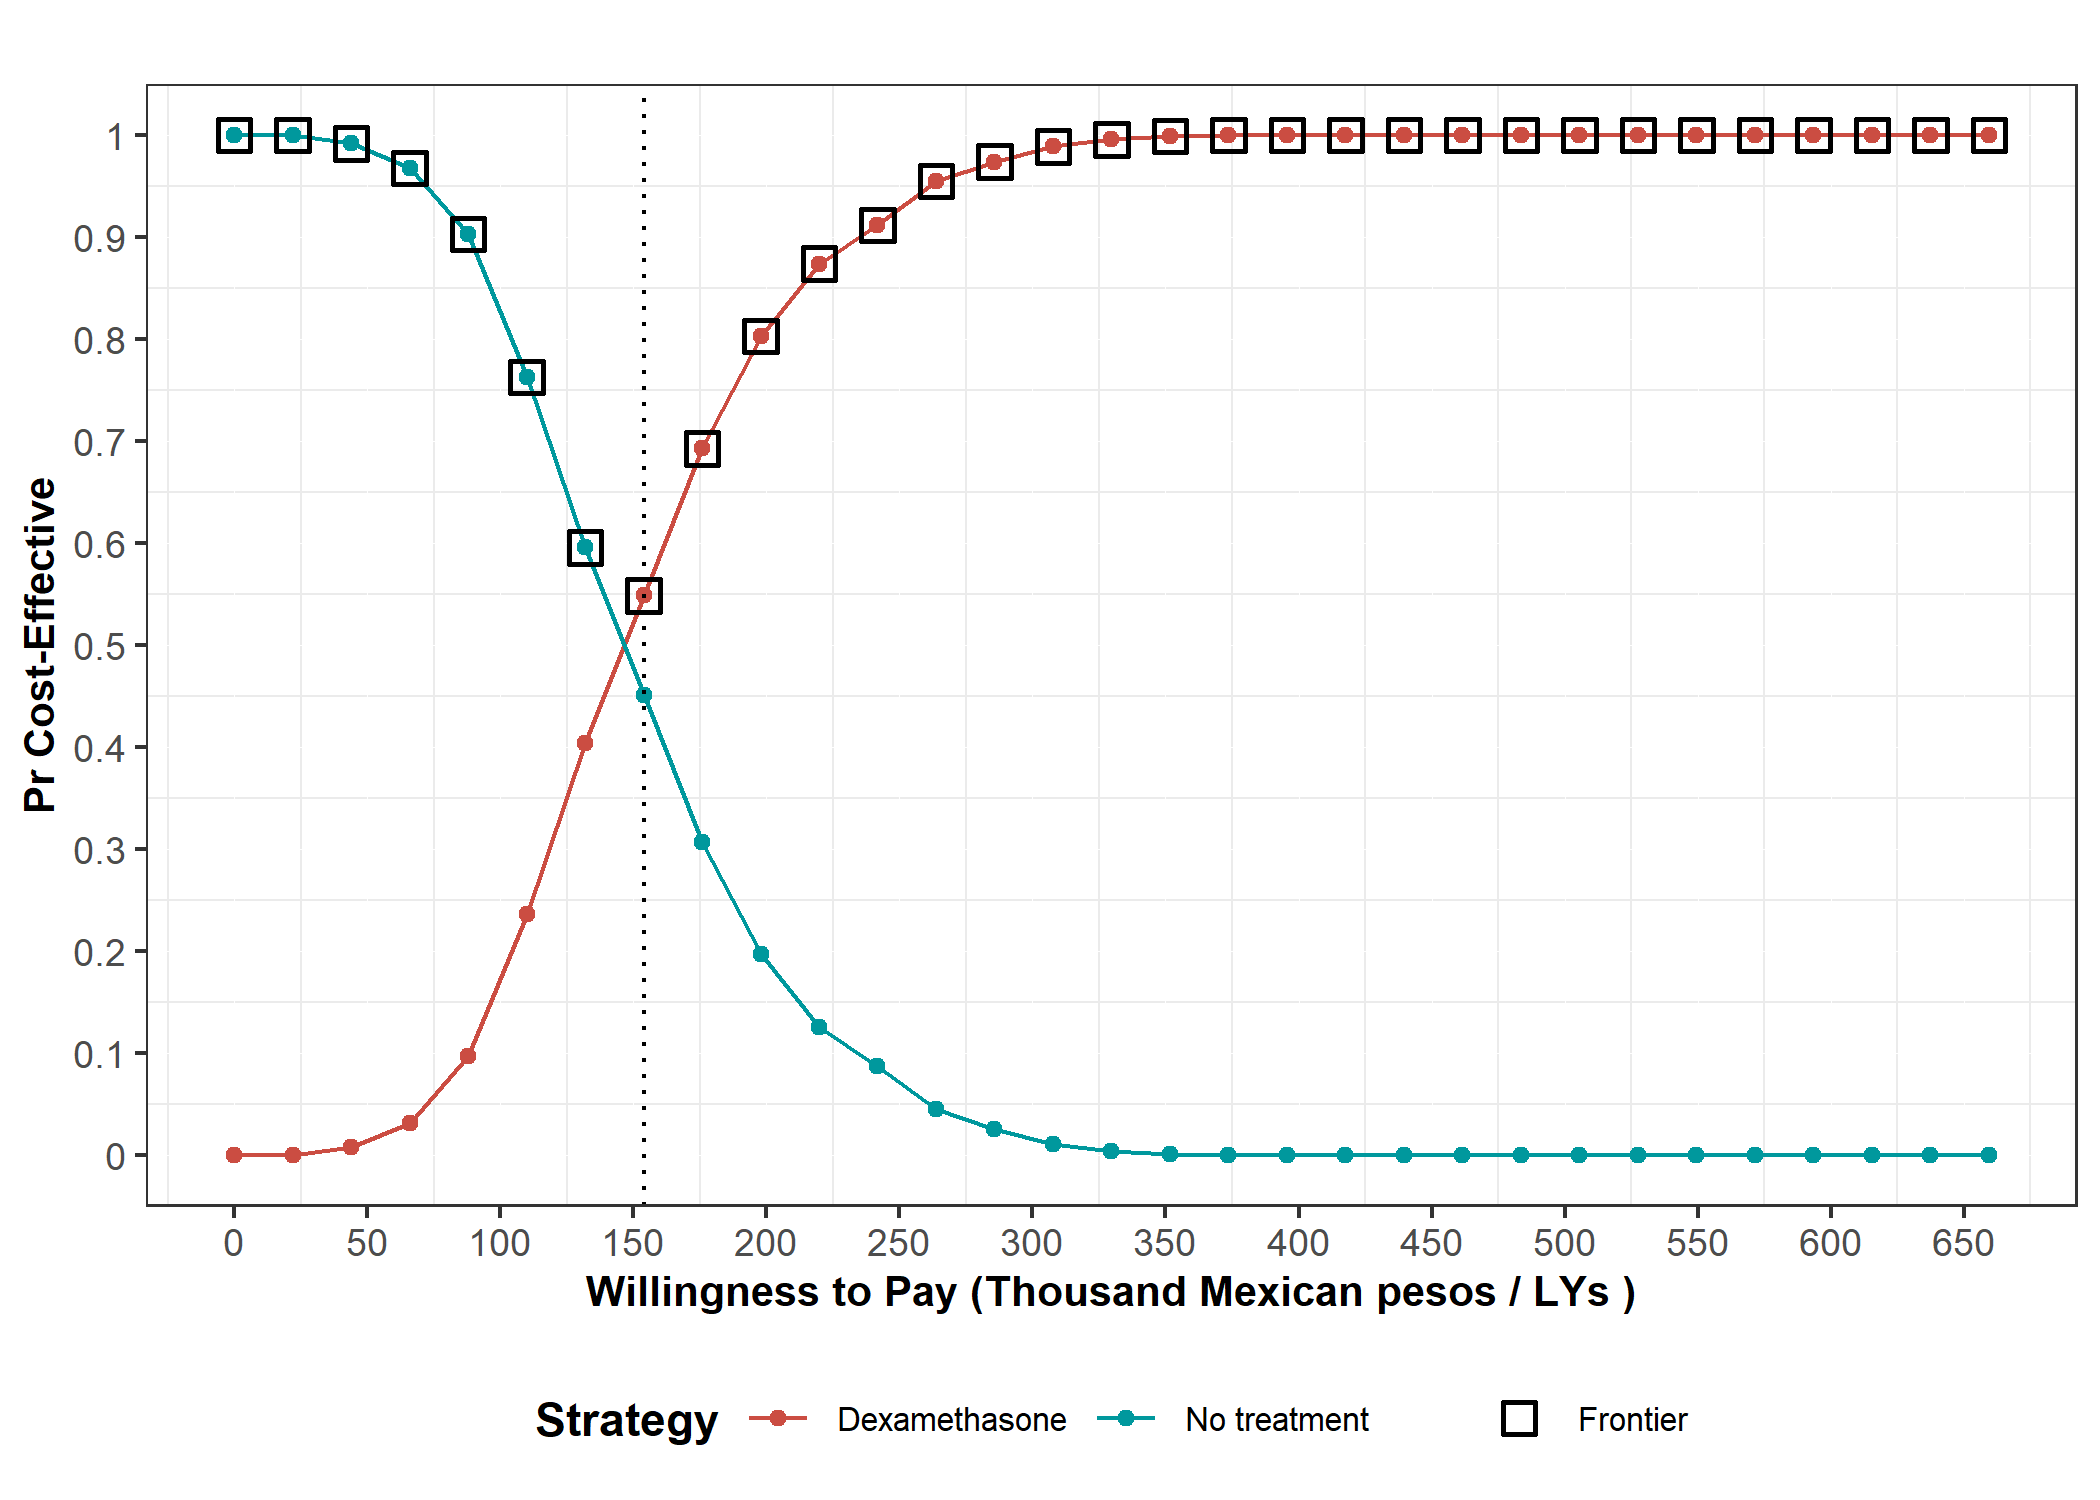 Pr Cost-Effective
1
0.9
0.8
0.7
0.6
0.5
0.4
0.3
0.2
0.1
0
0 50 100 150 200 250 300 350 400 450 500 550 600 650
Willingness to Pay (Thousand Mexican pesos / LYs )
Strategy Dexamethasone No treatment Frontier